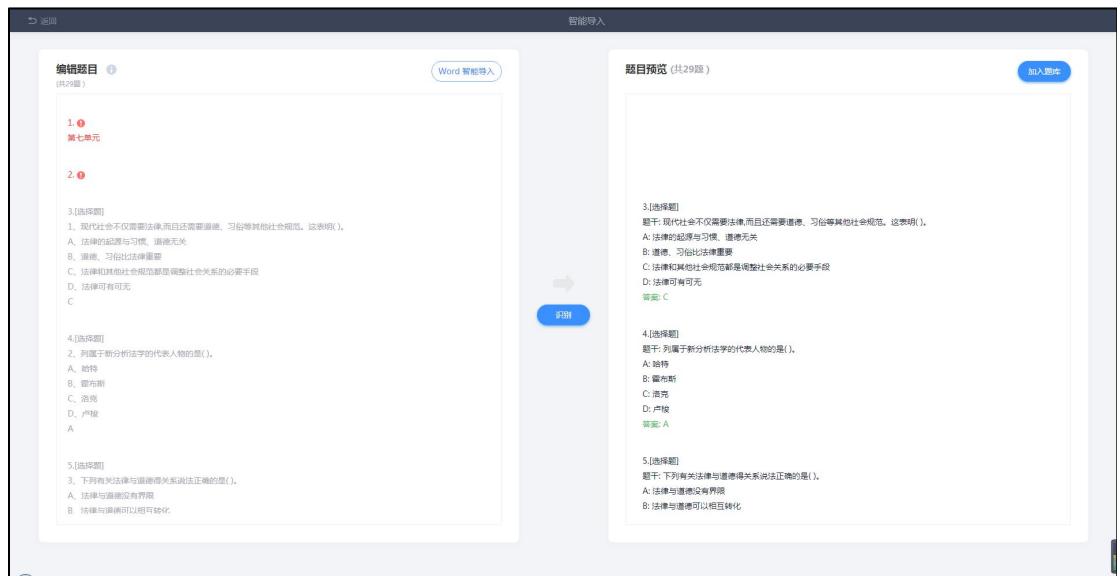 返回
智能导入
编辑题目
(共29题)
Word 智能导入
1.
第七单元
2.
3.[选择题]
1、现代社会不仅需要法律,而且还需要道德、习俗等其他社会规范。这表明( )。
A、法律的起源与习惯、道德无关
B、道德、习俗比法律重要
C、法律和其他社会规范都是调整社会关系的必要手段
D、法律可有可无
C
4.[选择题]
2、列属于新分析法学的代表人物的是( )。
A、哈特
B、霍布斯
C、洛克
D、卢梭
A
5.[选择题]
3、下列有关法律与道德得关系说法正确的是( )。
A、法律与道德没有界限
B、法律与道德可以相互转化
识别
题目预览 (共29题)
加入题库
3.[选择题]
题干: 现代社会不仅需要法律,而且还需要道德、习俗等其他社会规范。这表明( )。
A: 法律的起源与习惯、道德无关
B: 道德、习俗比法律重要
C: 法律和其他社会规范都是调整社会关系的必要手段
D: 法律可有可无
答案: C
4.[选择题]
题干: 列属于新分析法学的代表人物的是( )。
A: 哈特
B: 霍布斯
C: 洛克
D: 卢梭
答案: A
5.[选择题]
题干: 下列有关法律与道德得关系说法正确的是( )。
A: 法律与道德没有界限
B: 法律与道德可以相互转化